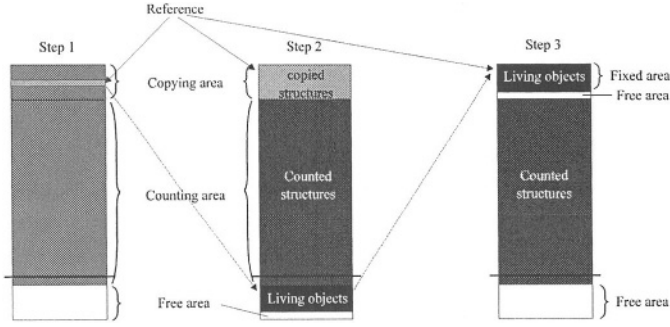 Reference
Step 1
Step 2
Step 3
Copying area
copied
structures
Living objects
Fixed area
Free area
Counting area
Counted
structures
Counted
structures
Free area
Living objects
Free area